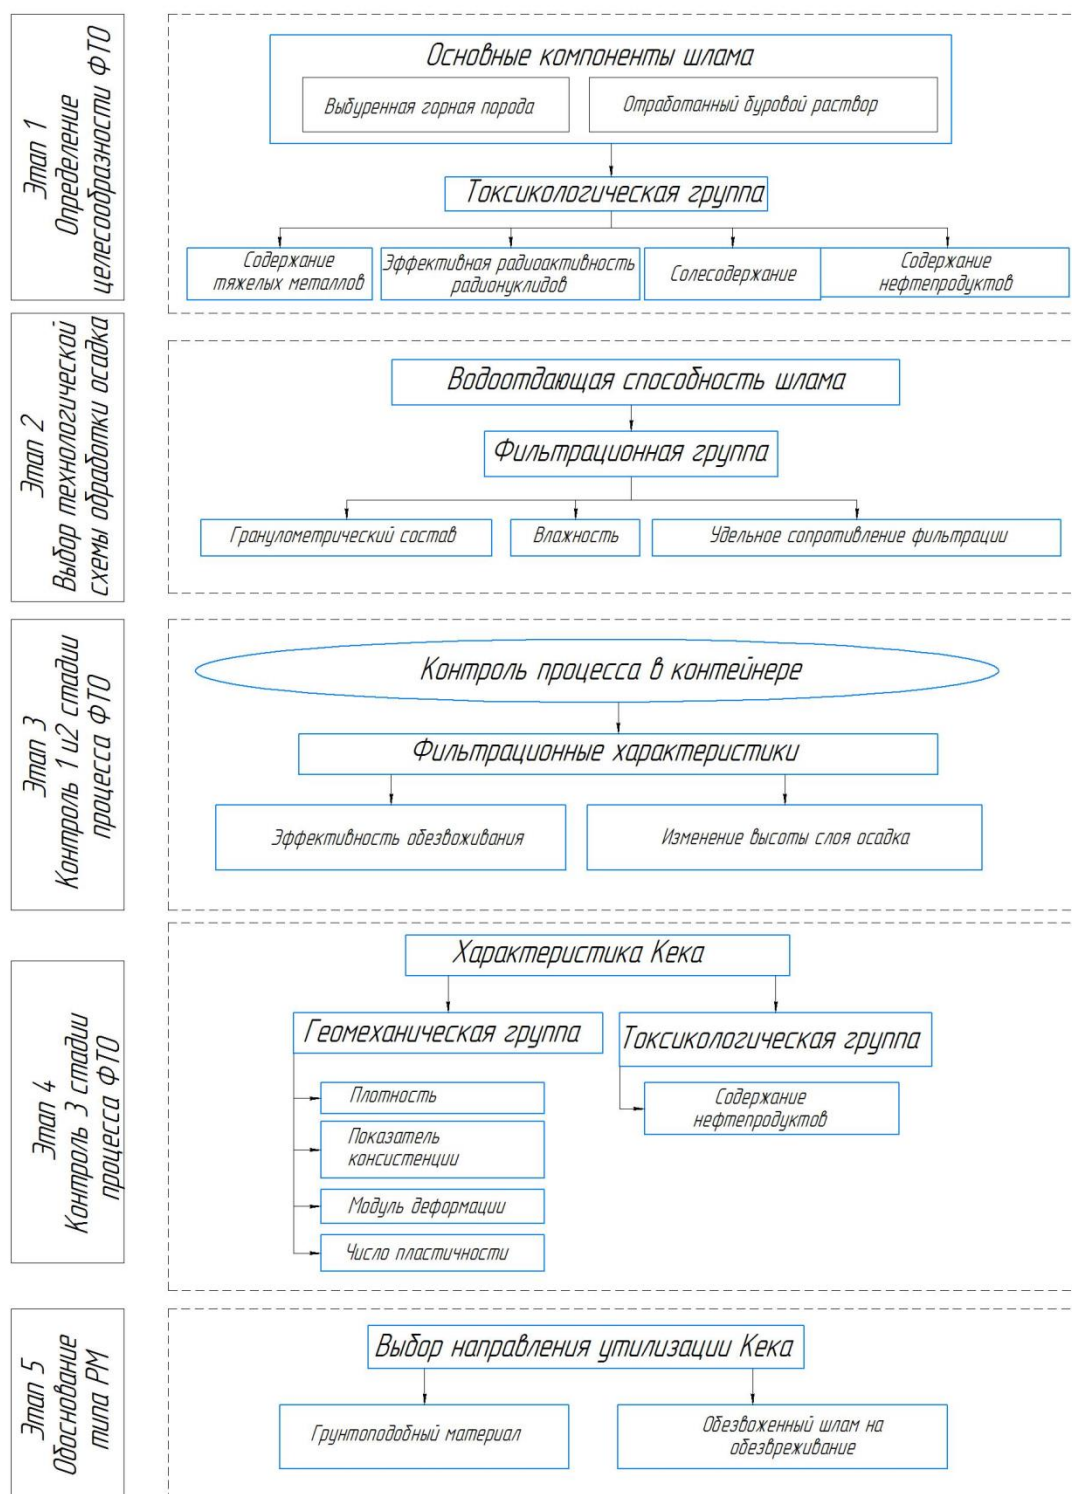 Этап 1
Определение
целесообразности ФТО
Основные компоненты шлама
Выбуренная горная порода
Отработанный буровой раствор
Токсикологическая группа
Содержание
тяжелых металлов
Эффективная радиоактивность
радионуклидов
Солесодержание
Содержание
нефтепродуктов
Этап 2
Выбор технологической
схемы обработки осадка
Водоотдающая способность шлама
Фильтрационная группа
Гранулометрический состав
Влажность
Удельное сопротивление фильтрации
Этап 3
Контроль 1 и2 стадии
процесса ФТО
Контроль процесса в контейнере
Фильтрационные характеристики
Эффективность обезвоживания
Изменение высоты слоя осадка
Этап 4
Контроль 3 стадии
процесса ФТО
Характеристика Кека
Геомеханическая группа
Токсикологическая группа
Плотность
Показатель
консистенции
Модуль деформации
Число пластичности
Содержание
нефтепродуктов
Этап 5
Обоснование
типа РМ
Выбор направления утилизации Кека
Грунтоподобный материал
Обезвоженный шлам на
обезвреживание